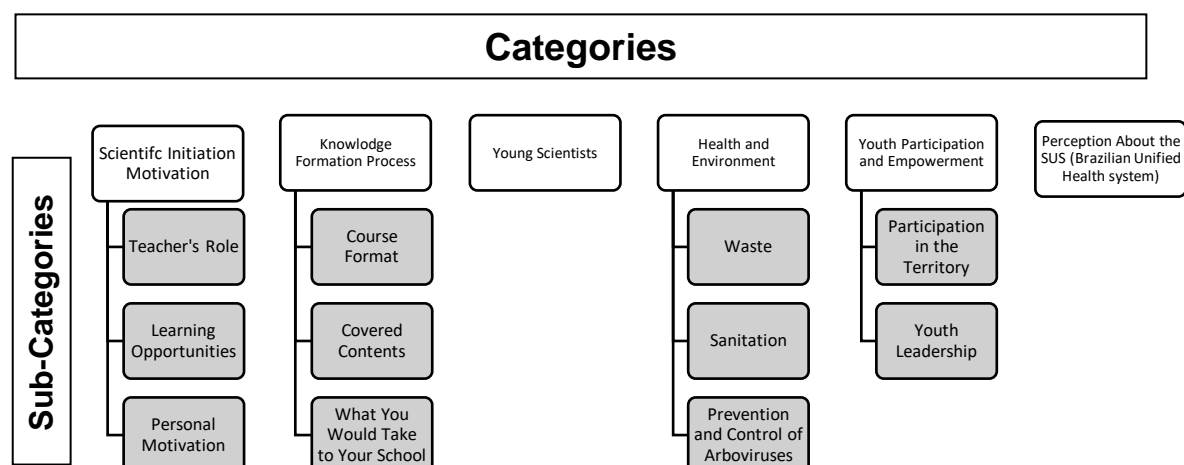 Categories
Sub-Categories
Scientifc Initiation
Motivation
Teacher's Role
Learning
Opportunities
Personal
Motivation
Knowlodge
Formation Process
Course
Format
Covered
Contents
What You
Would Take
to Your School
Young Scientists
Health and
Environment
Waste
Sanitation
Prevention
and Control of
Arboviruses
Youth Participation
and Empowerment
Participation
in the
Territory
Youth
Leadership
Perception About the
SUS (Brazilian Unified
Health system)